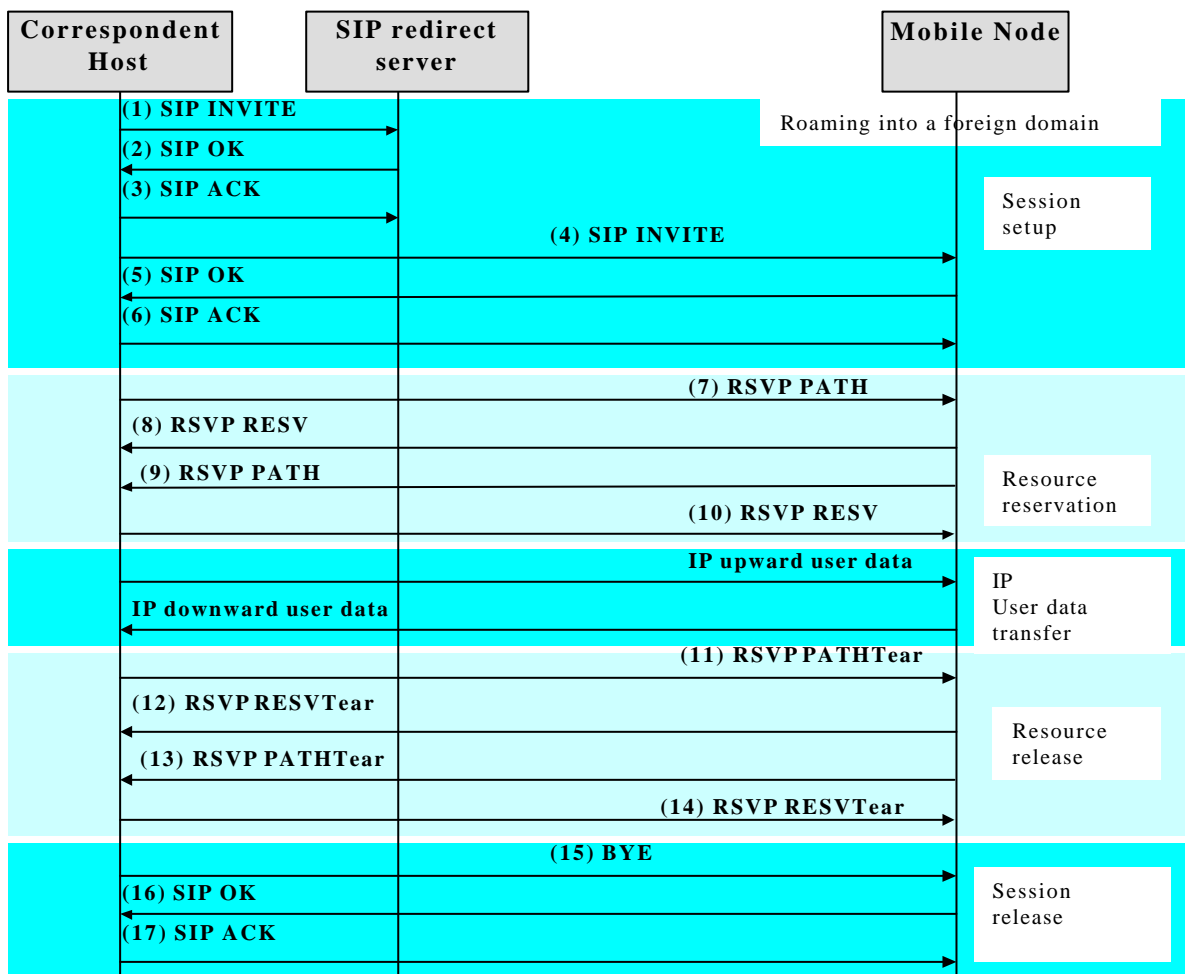 Correspondent
Host
SIP redirect
server
Mobile Node
(1) SIP INVITE
Roaming into a foreign domain
(2) SIP OK
(3) SIP ACK
Session
setup
(4) SIP INVITE
(5) SIP OK
(6) SIP ACK
(7) RSVP PATH
(8) RSVP RESV
(9) RSVP PATH
Resource
reservation
(10) RSVP RESV
IP upward user data
IP
User data
transfer
IP downward user data
(11) RSVP PATHTear
(12) RSVP RESVTear
Resource
release
(13) RSVP PATHTear
(14) RSVP RESVTear
(15) BYE
(16) SIP OK
Session
release
(17) SIP ACK